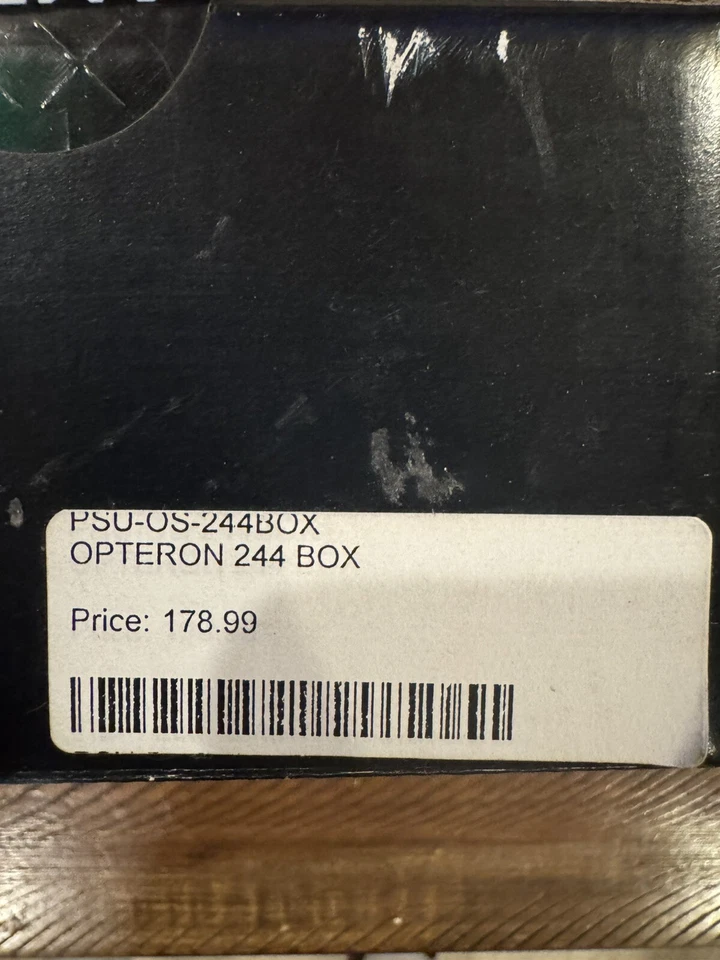 PSU-OS-244BOX
OPTERON 244 BOX
Price: 178.99